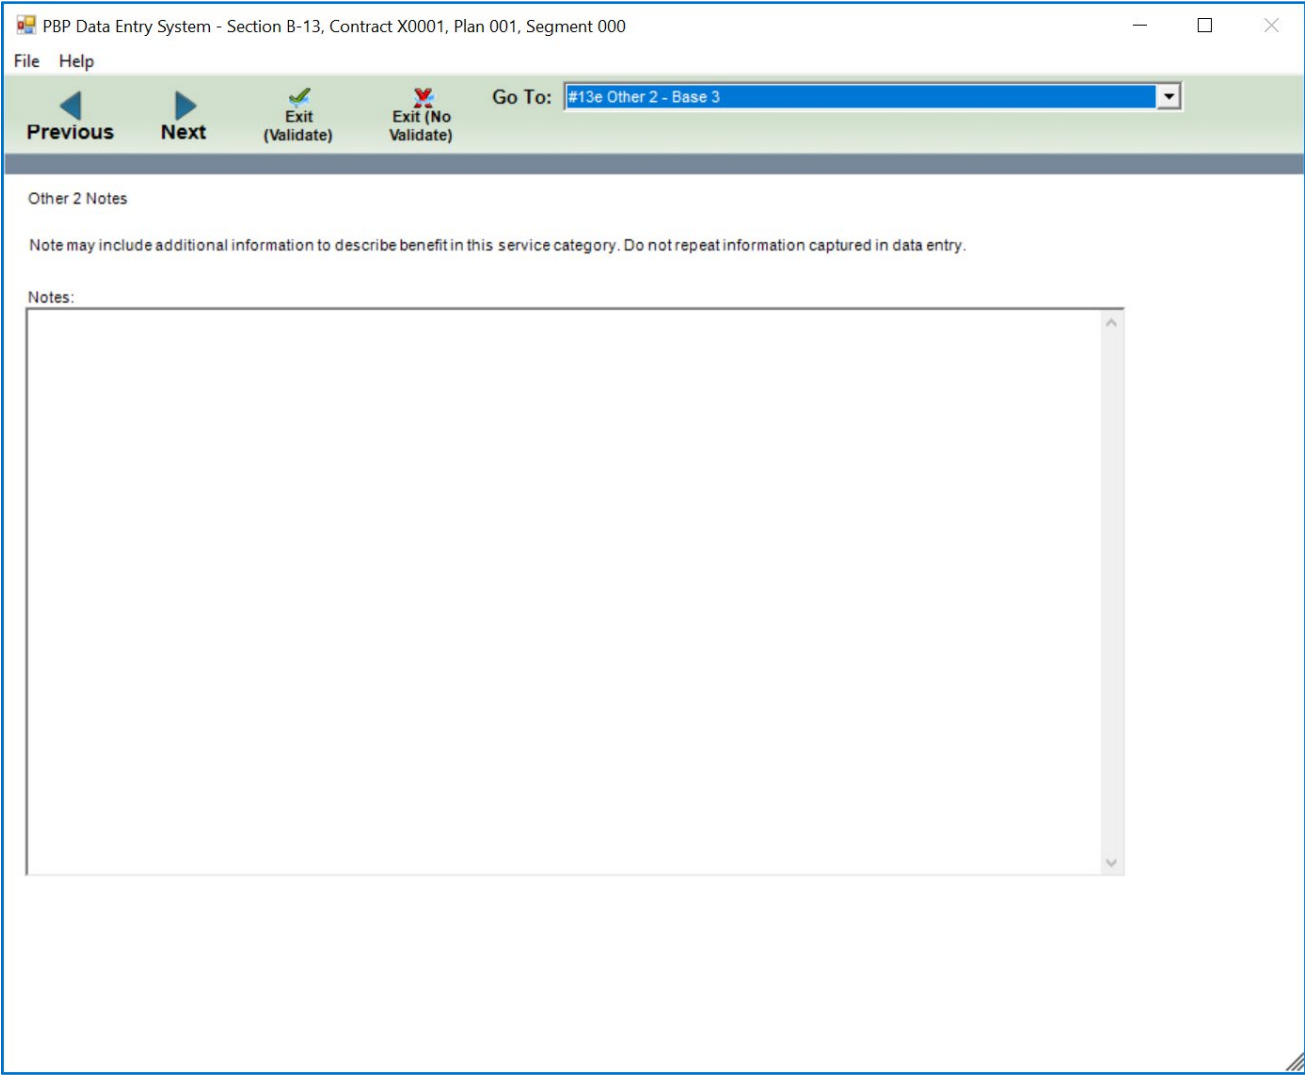 PBP Data Entry System - Section B-13, Contract X0001, Plan 001, Segment 000
File Help
Previous
Next
Exit
(Validate)
Exit (No
Validate)
Go To: #13e Other 2 - Base 3
Other 2 Notes
Note may include additional information to describe benefit in this service category. Do not repeat information captured in data entry.
Notes: